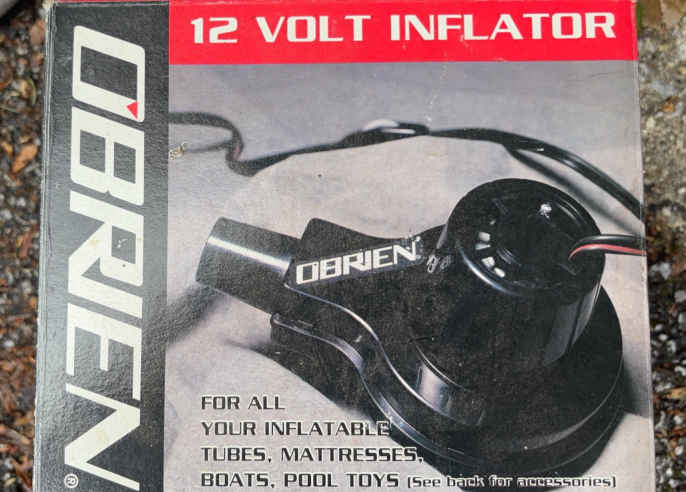 12 VOLT INFLATOR
O'BRIEN®
O'BRIEN
FOR ALL
YOUR INFLATABLE
TUBES, MATTRESSES,
BOATS, POOL TOYS (See back for accessories)